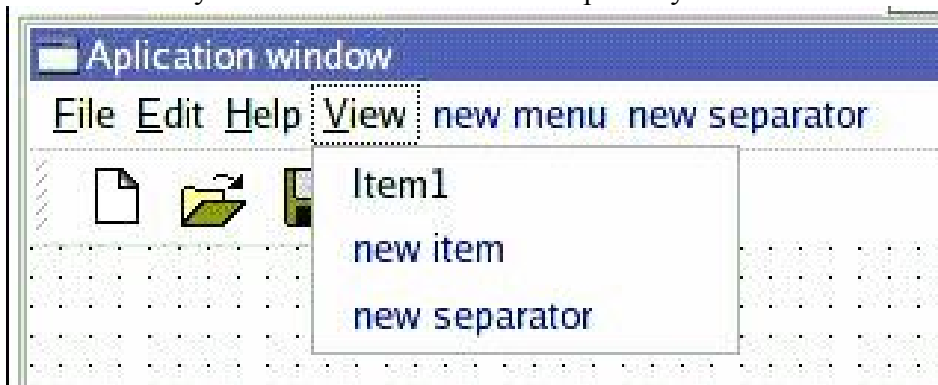 Aplication window
File Edit Help View new menu new separator
Item1
new item
new separator